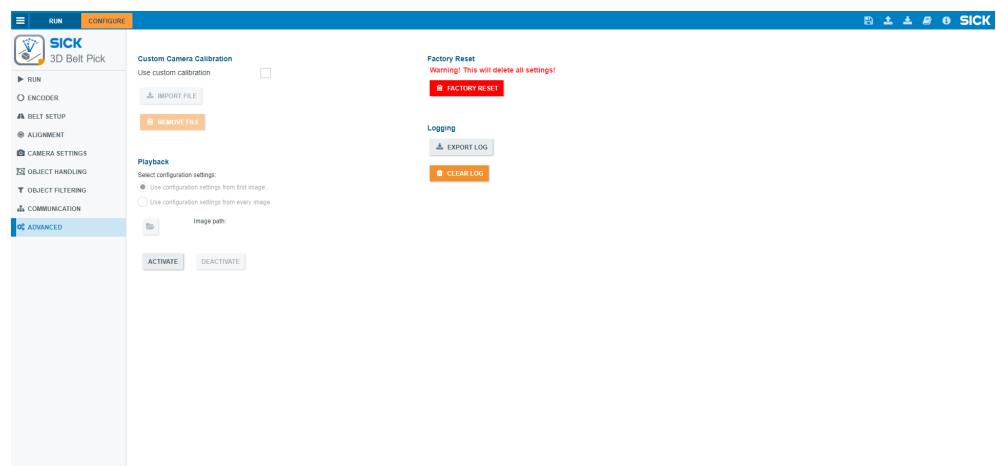 RUN
CONFIGURE
SICK
SICK
3D Belt Pick
RUN
ENCODER
BELT SETUP
ALIGNMENT
CAMERA SETTINGS
OBJECT HANDLING
OBJECT FILTERING
COMMUNICATION
ADVANCED
Custom Camera Calibration
Use custom calibration
IMPORT FILE
REMOVE FILE
Playback
Select configuration settings:
Use configuration settings from first image.
Use configuration settings from every image.
Image path:
ACTIVATE
DEACTIVATE
Factory Reset
Warning! This will delete all settings!
FACTORY RESET
Logging
EXPORT LOG
CLEAR LOG